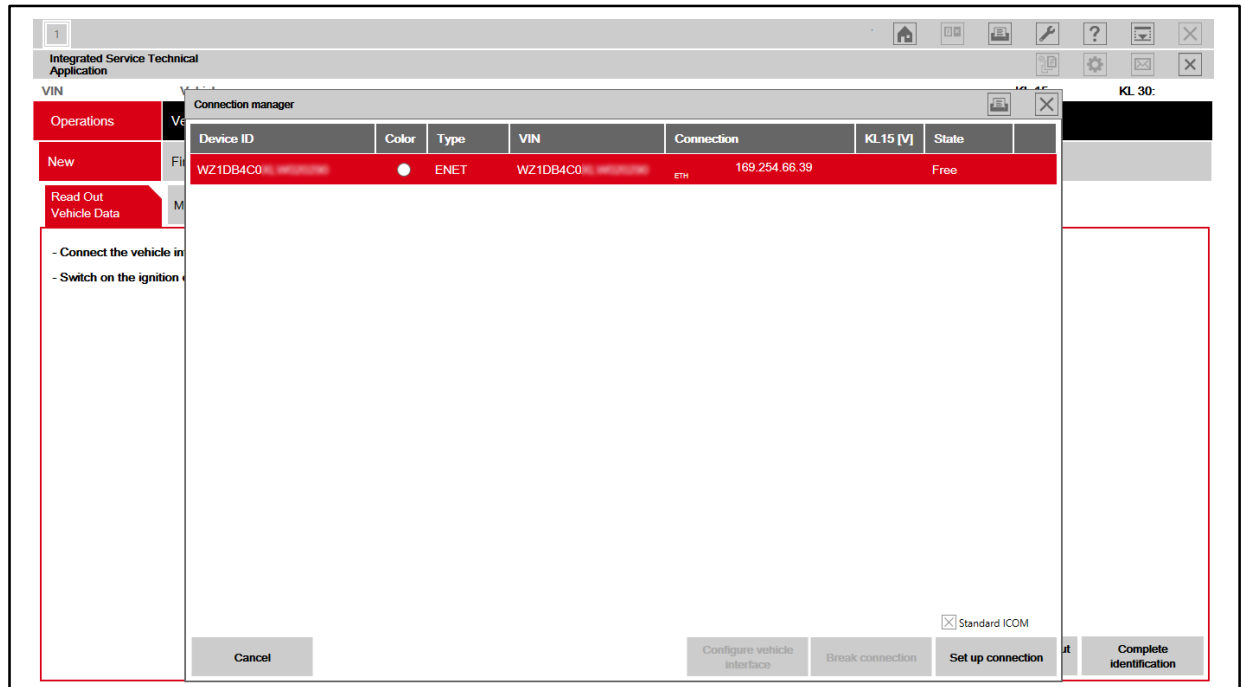 1
?
Integrated Service Technical
Application
VIN
KL 30:
Connection manager
Operations
Device ID Color Type VIN Connection KL15 [V] State
New
WZ1DB4C0 ENET WZ1DB4C0 ETH 169.254.66.39 Free
Read Out
Vehicle Data
M
- Connect the vehicle
- Switch on the ignition
Standard ICOM
Cancel
Configure vehicle
interface
Break connection
Set up connection
Complete
identification